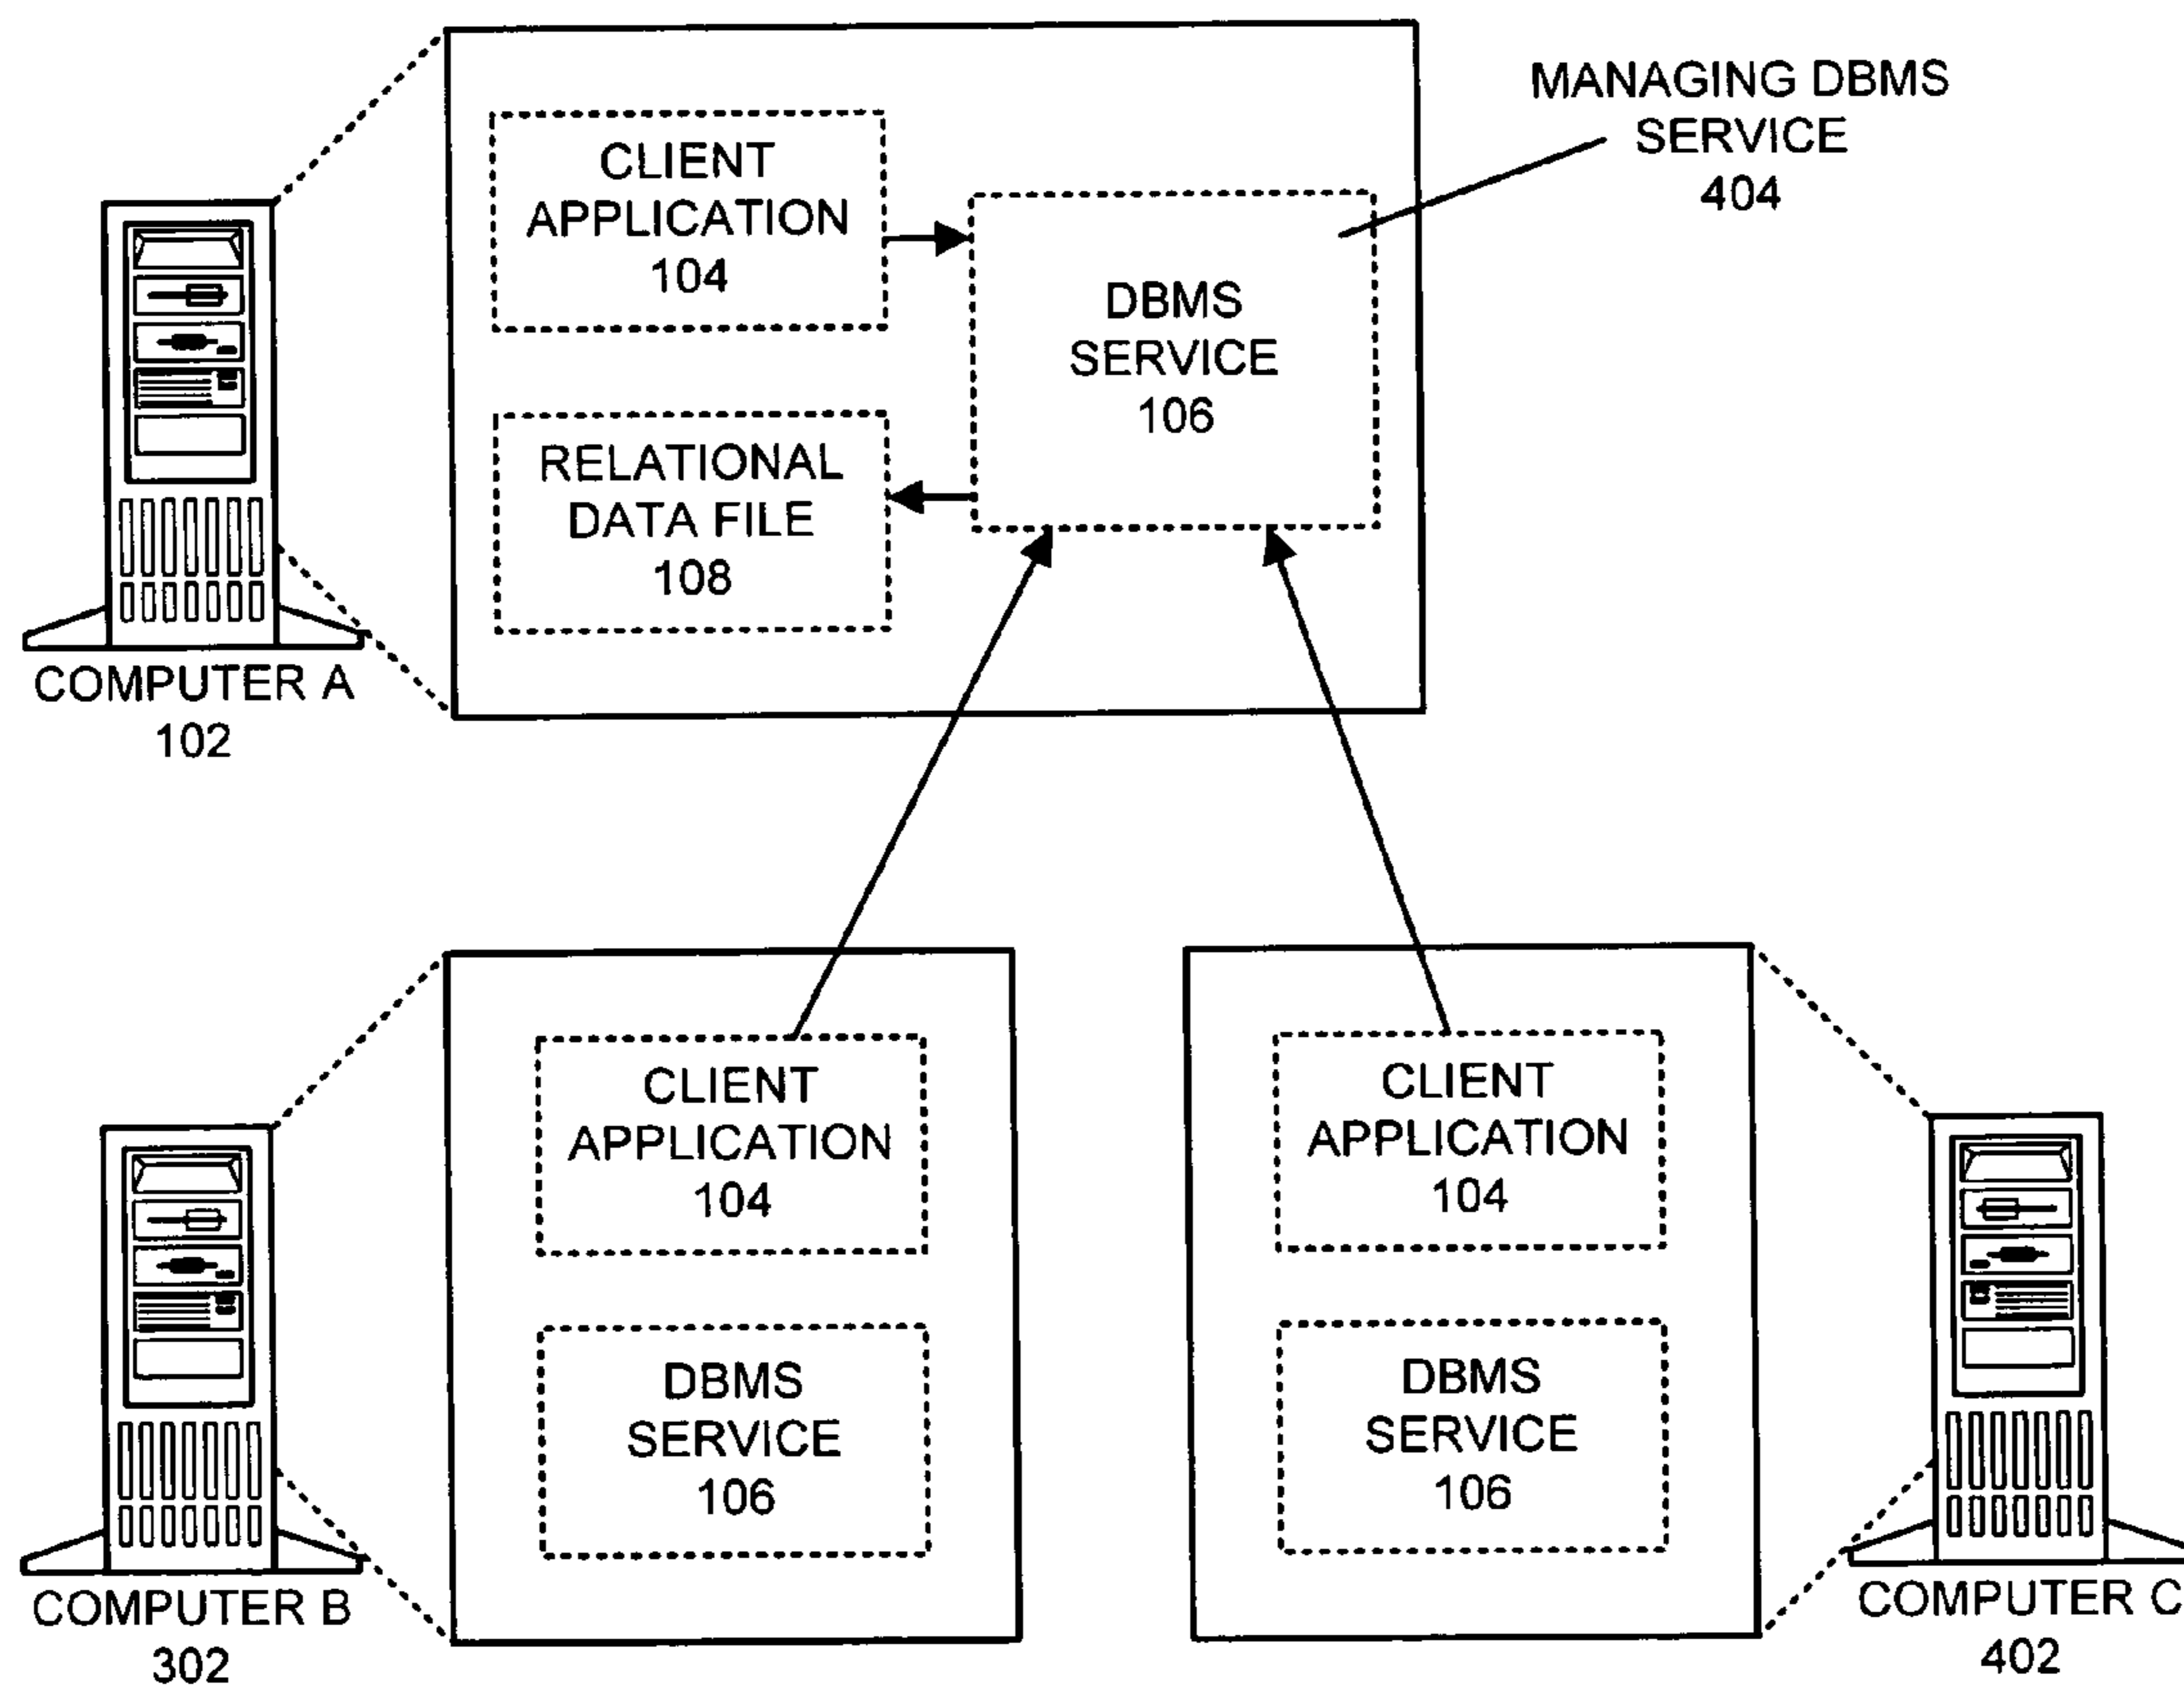 MANAGING DBMS
SERVICE
404
CLIENT
APPLICATION
104
DBMS
SERVICE
106
RELATIONAL
DATA FILE
108
COMPUTER A
102
CLIENT
APPLICATION
104
DBMS
SERVICE
106
COMPUTER B
302
CLIENT
APPLICATION
104
DBMS
SERVICE
106
COMPUTER C
402